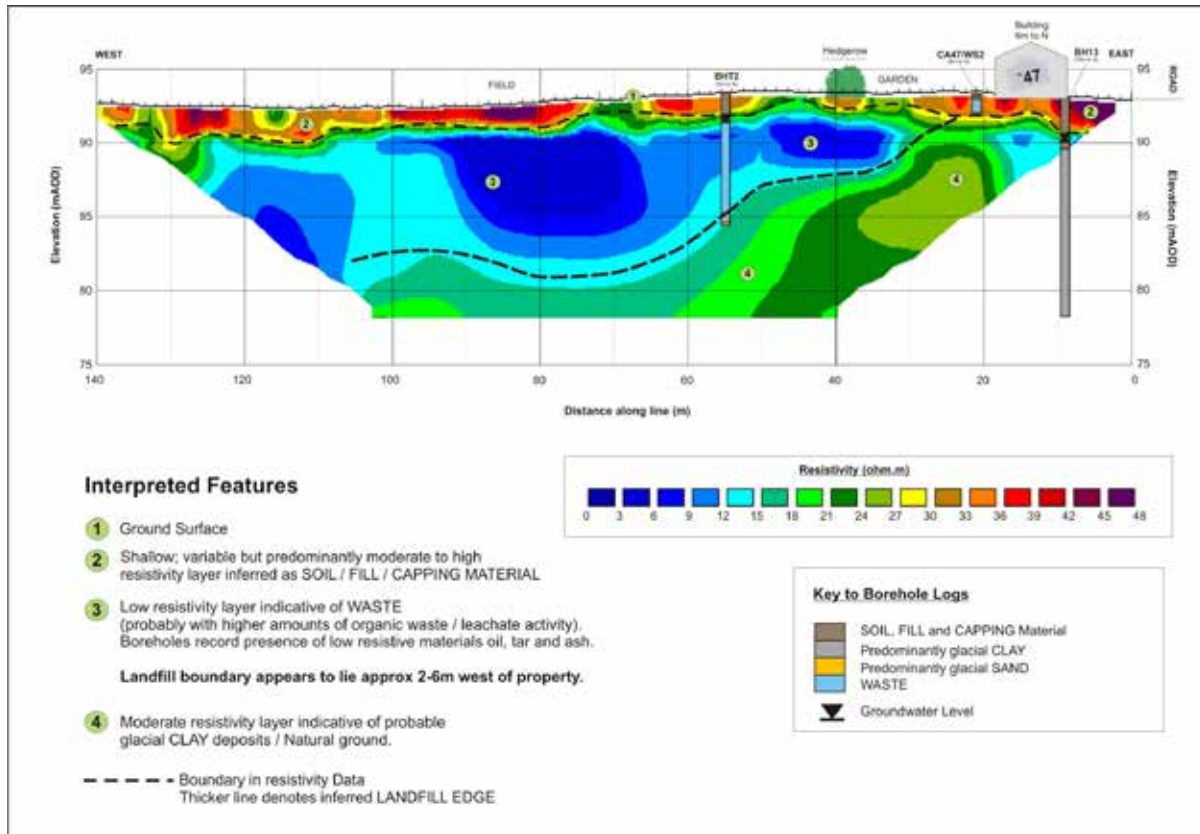 Building
6m to N
WEST
Hedgerow
CA47/WS2
BH13
EAST
95
FIELD
BHT2
GARDEN
47
95
ROAD
1
2
2
90
3
90
3
4
Elevation (mAOD)
85
85
Elevation (mAOD)
4
80
80
75
75
140
120
100
80
60
40
20
0
Distance along line (m)
Interpreted Features
Resistivity (ohm.m)
0 3 6 9 12 15 18 21 24 27 30 33 36 39 42 45 48
1 Ground Surface
2 Shallow; variable but predominantly moderate to high
resistivity layer inferred as SOIL / FILL / CAPPING MATERIAL
3 Low resistivity layer indicative of WASTE
(probably with higher amounts of organic waste / leachate activity).
Boreholes record presence of low resistive materials oil, tar and ash.
Landfill boundary appears to lie approx 2-6m west of property.
4 Moderate resistivity layer indicative of probable
glacial CLAY deposits / Natural ground.
Boundary in resistivity Data
Thicker line denotes inferred LANDFILL EDGE
Key to Borehole Logs
SOIL, FILL and CAPPING Material
Predominantly glacial CLAY
Predominantly glacial SAND
WASTE
Groundwater Level